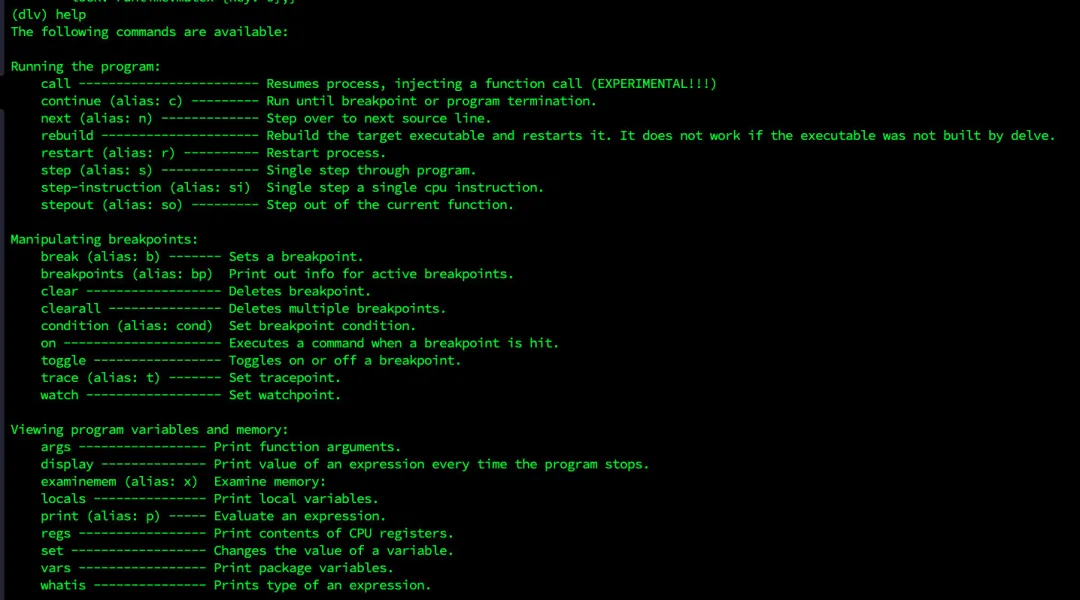 lock: runtime.mutex {key: 0},}
(dlv) help
The following commands are available:

Running the program:
    call ------------------------ Resumes process, injecting a function call (EXPERIMENTAL!!!)
    continue (alias: c) --------- Run until breakpoint or program termination.
    next (alias: n) ------------- Step over to next source line.
    rebuild --------------------- Rebuild the target executable and restarts it. It does not work if the executable was not built by delve.
    restart (alias: r) ---------- Restart process.
    step (alias: s) ------------- Single step through program.
    step-instruction (alias: si)  Single step a single cpu instruction.
    stepout (alias: so) --------- Step out of the current function.

Manipulating breakpoints:
    break (alias: b) ------- Sets a breakpoint.
    breakpoints (alias: bp)  Print out info for active breakpoints.
    clear ------------------ Deletes breakpoint.
    clearall --------------- Deletes multiple breakpoints.
    condition (alias: cond)  Set breakpoint condition.
    on --------------------- Executes a command when a breakpoint is hit.
    toggle ----------------- Toggles on or off a breakpoint.
    trace (alias: t) ------- Set tracepoint.
    watch ------------------ Set watchpoint.

Viewing program variables and memory:
    args ----------------- Print function arguments.
    display -------------- Print value of an expression every time the program stops.
    examinemem (alias: x)  Examine memory:
    locals --------------- Print local variables.
    print (alias: p) ----- Evaluate an expression.
    regs ----------------- Print contents of CPU registers.
    set ------------------ Changes the value of a variable.
    vars ----------------- Print package variables.
    whatis --------------- Prints type of an expression.